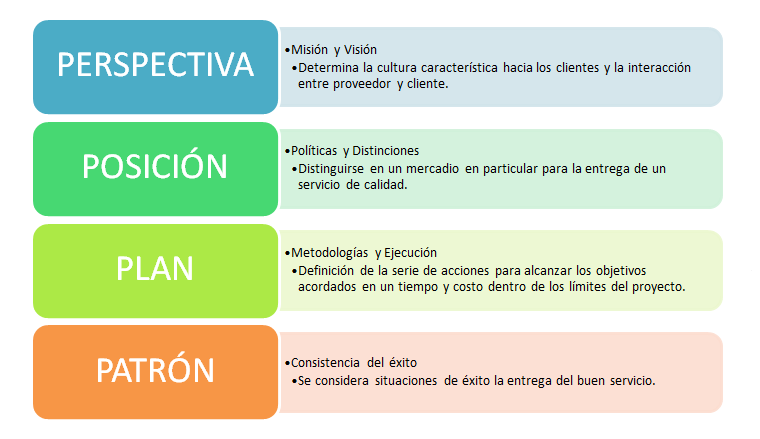 PERSPECTIVA
•Misión y Visión
•Determina la cultura característica hacia los clientes y la interacción
entre proveedor y cliente.
POSICIÓN
•Políticas y Distinciones
•Distinguirse en un mercadio en particular para la entrega de un
servicio de calidad.
PLAN
•Metodologías y Ejecución
•Definición de la serie de acciones para alcanzar los objetivos
acordados en un tiempo y costo dentro de los límites del proyecto.
PATRÓN
•Consistencia del éxito
•Se considera situaciones de éxito la entrega del buen servicio.